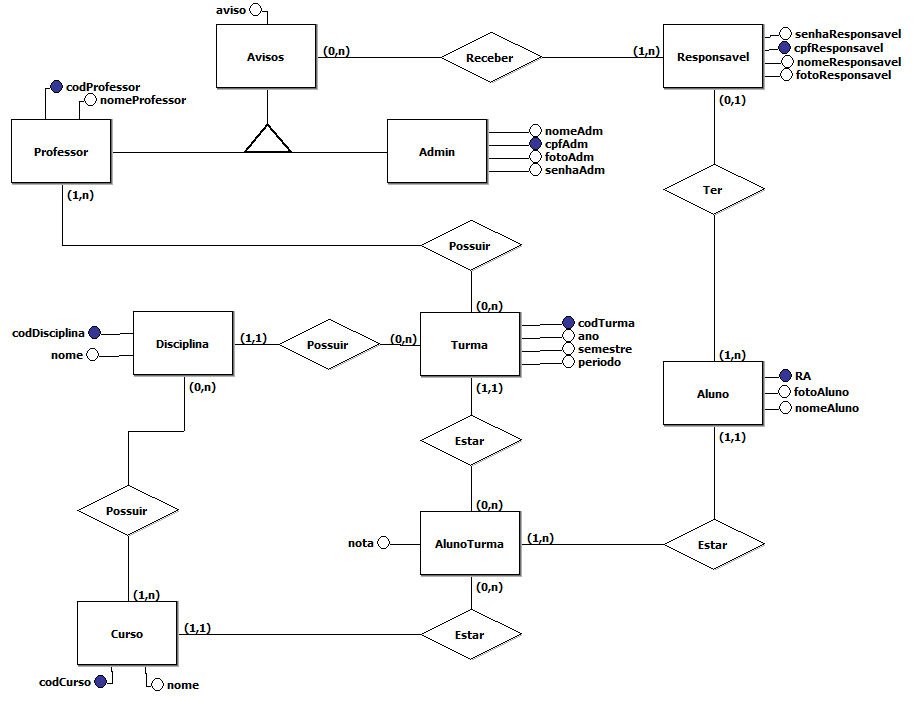 aviso
Avisos
(0,n)
Receber
(1,n)
Responsavel
senhaResponsavel
cpfResponsavel
nomeResponsavel
fotoResponsavel
(0,1)
codProfessor
nomeProfessor
Professor
(1,n)
Admin
nomeAdm
cpfAdm
fotoAdm
senhaAdm
Ter
Possuir
(0,n)
codDisciplina
nome
Disciplina
(1,1)
Possuir
(0,n)
Turma
codTurma
ano
semestre
periodo
(0,n)
(1,1)
(1,n)
Aluno
RA
fotoAluno
nomeAluno
(1,1)
Estar
Possuir
(0,n)
nota
AlunoTurma
(1,n)
Estar
(0,n)
(1,n)
Curso
(1,1)
Estar
codCurso
nome